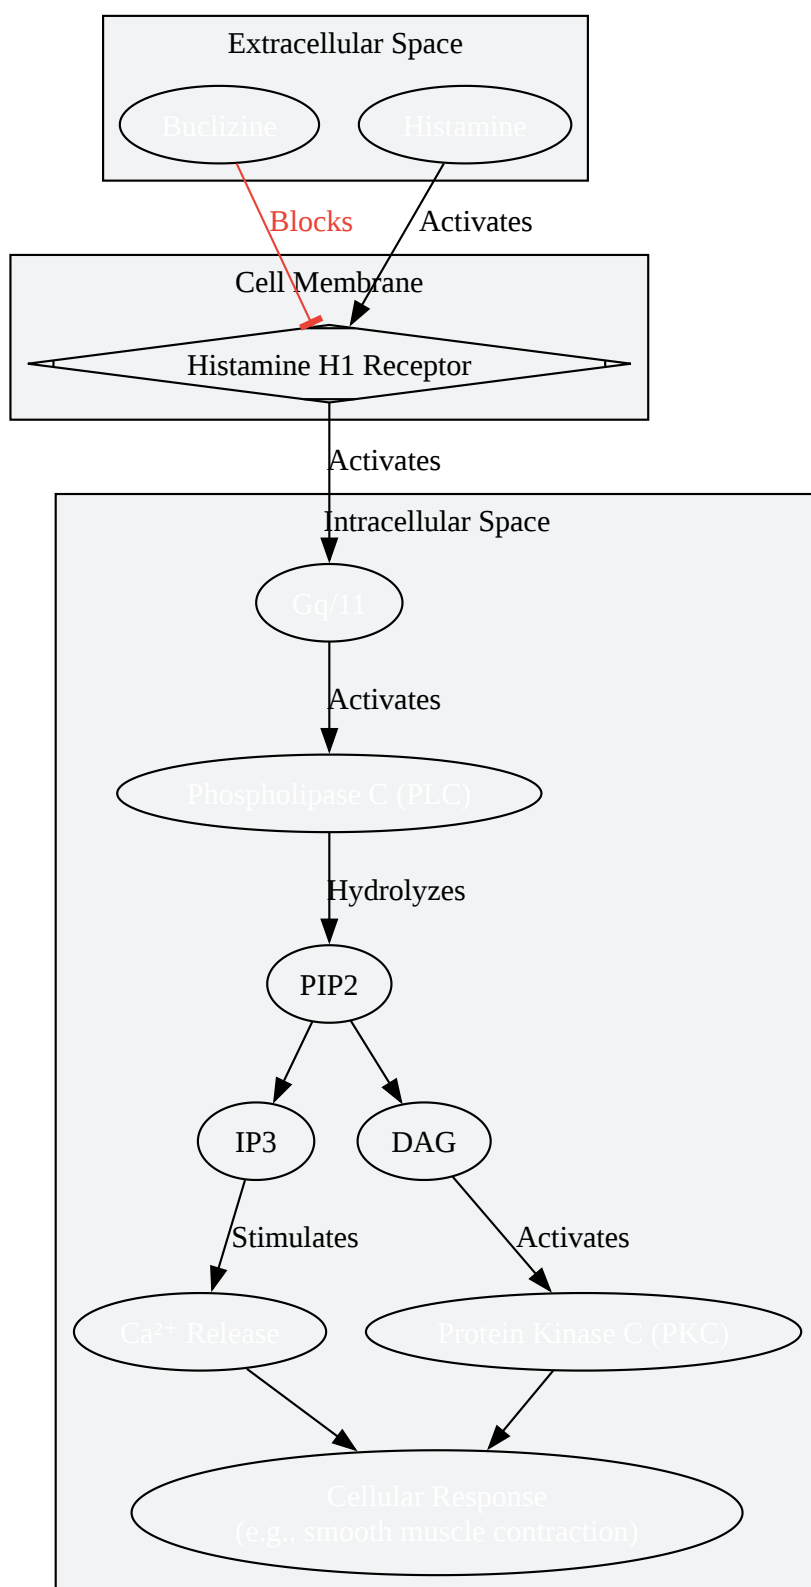 Extracellular Space
Buclizine
Histamine
Blocks
Activates
Cell Membrane
Histamine H1 Receptor
Activates
Intracellular Space
Gq/11
Activates
Phospholipase C (PLC)
Hydrolyzes
PIP2
IP3
DAG
Stimulates
Activates
Ca²⁺ Release
Protein Kinase C (PKC)
Cellular Response
(e.g., smooth muscle contraction)